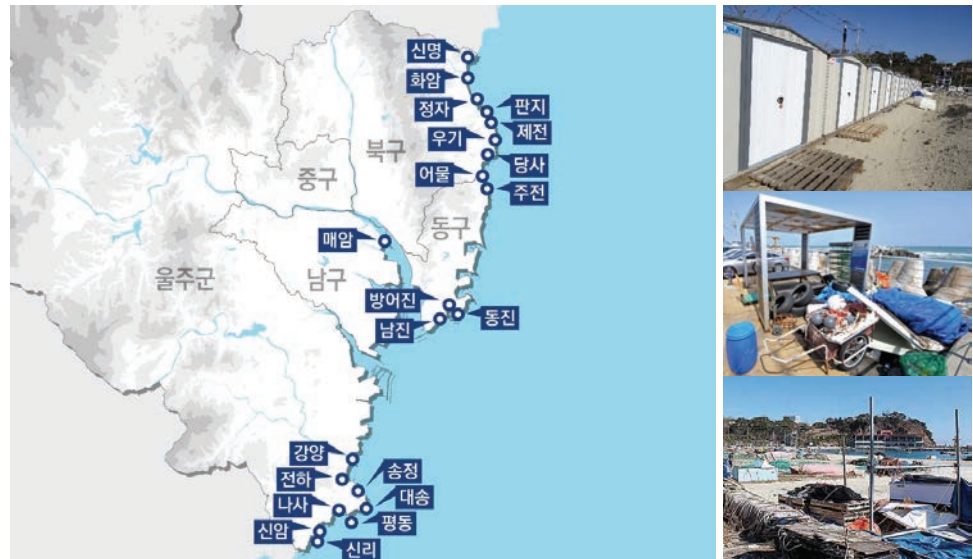 신명
화암
정자
판지
제전
우기
북구
당사
어물
중구
주전
동구
매암
울주군
남구
방어진
동진
남진
강양
송정
전하
대송
나사
평동
신암
신리